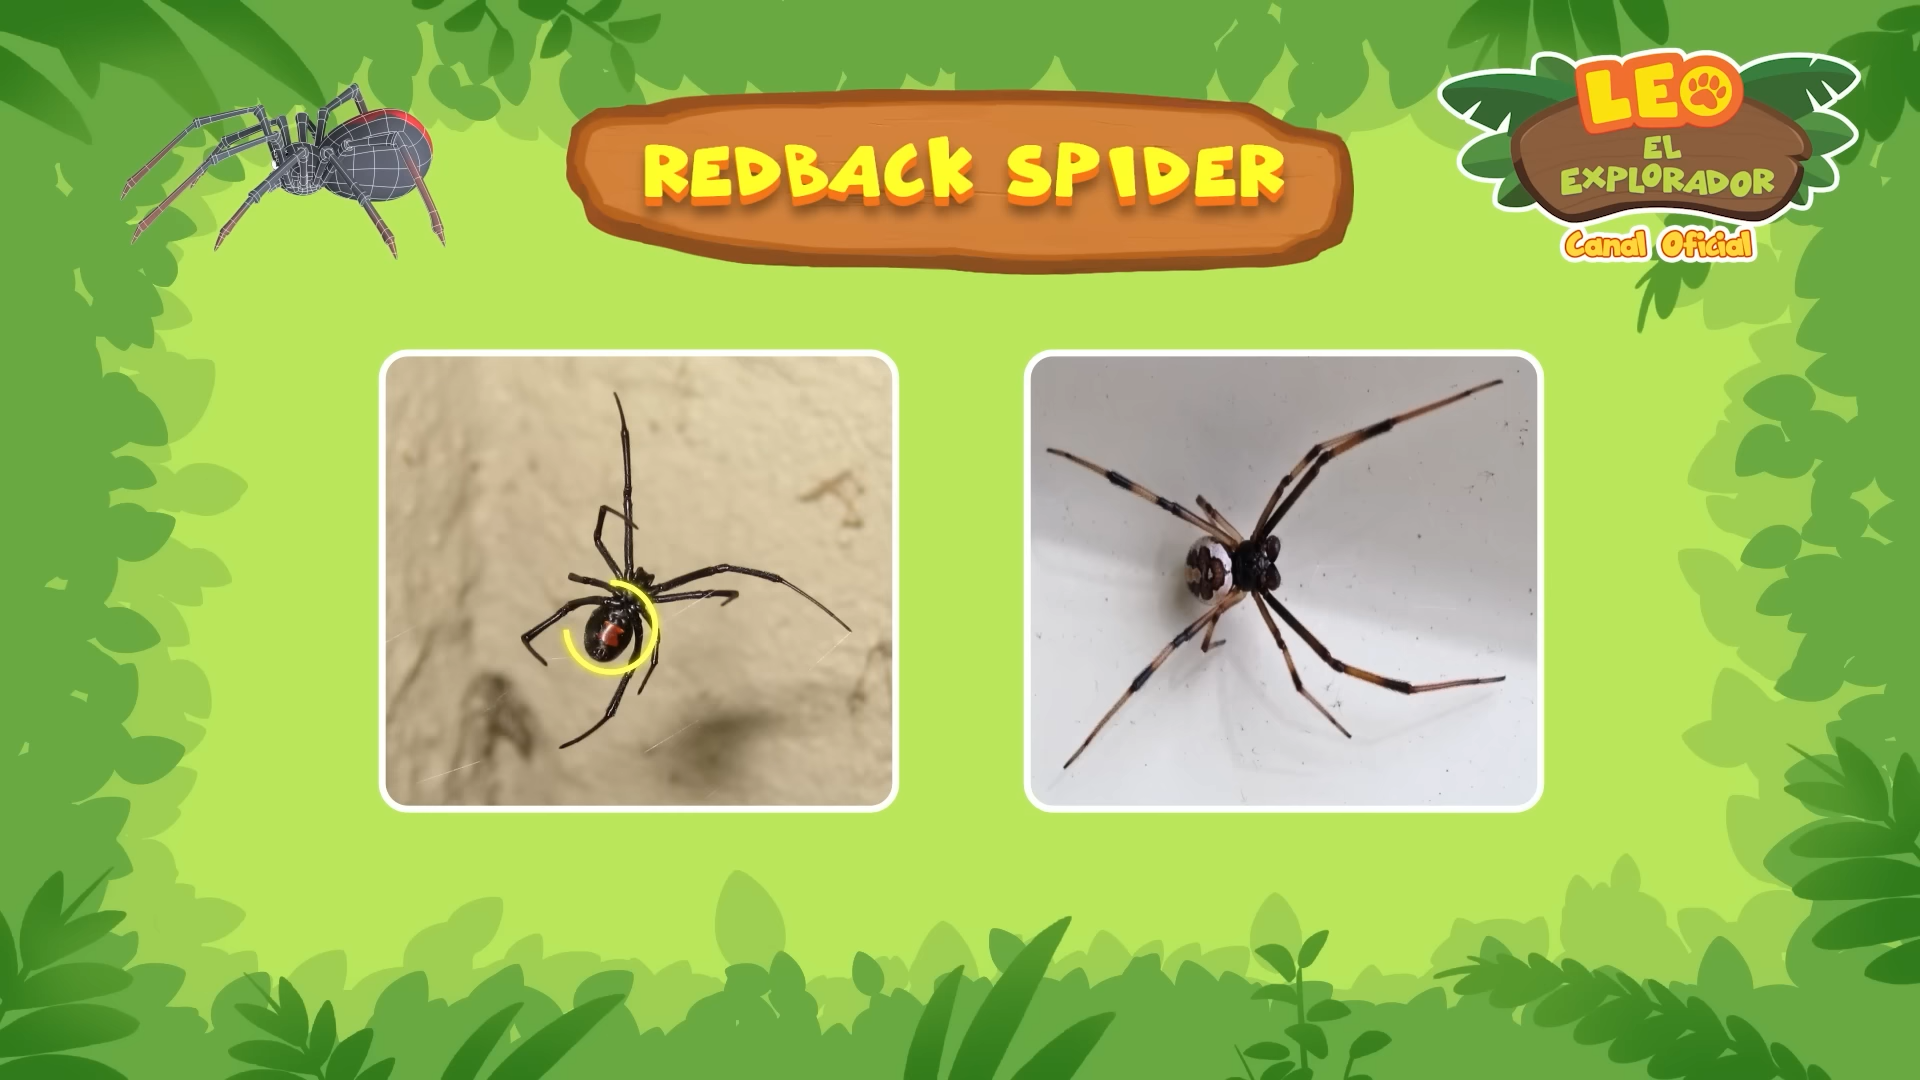 REDBACK SPIDER
LEO
EL
EXPLORADOR
Canal Oficial